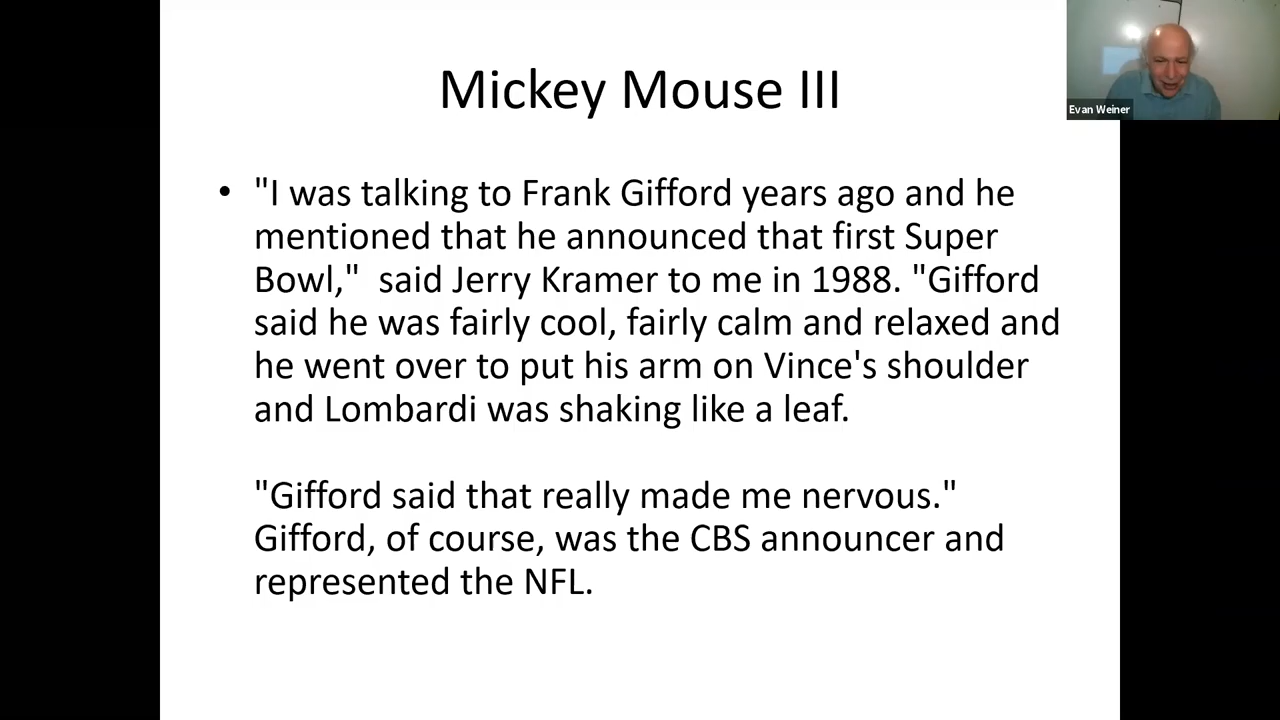 Mickey Mouse III
Evan Weiner
• "I was talking to Frank Gifford years ago and he
mentioned that he announced that first Super
Bowl,"  said Jerry Kramer to me in 1988. "Gifford
said he was fairly cool, fairly calm and relaxed and
he went over to put his arm on Vince's shoulder
and Lombardi was shaking like a leaf.
"Gifford said that really made me nervous."
Gifford, of course, was the CBS announcer and
represented the NFL.